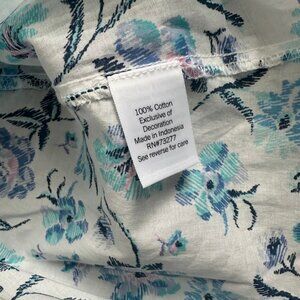 100% Cotton
Exclusive of
Decoration
Made in Indonesia
RN#73277
See reverse for care